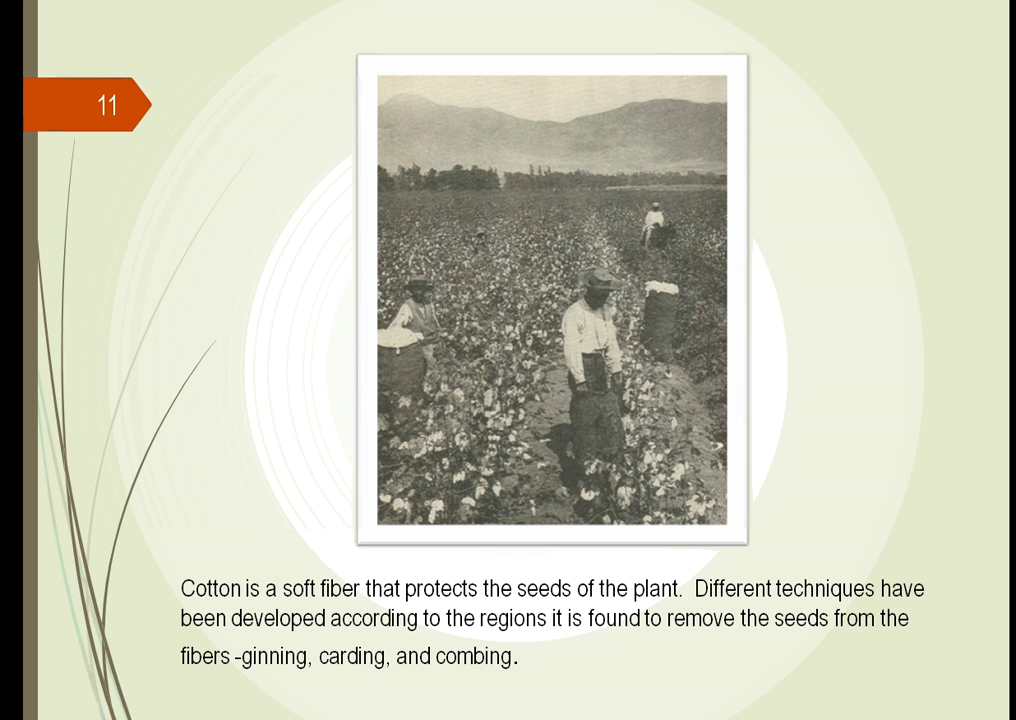 11
Cotton is a soft fiber that protects the seeds of the plant.  Different techniques have
been developed according to the regions it is found to remove the seeds from the
fibers -ginning, carding, and combing.